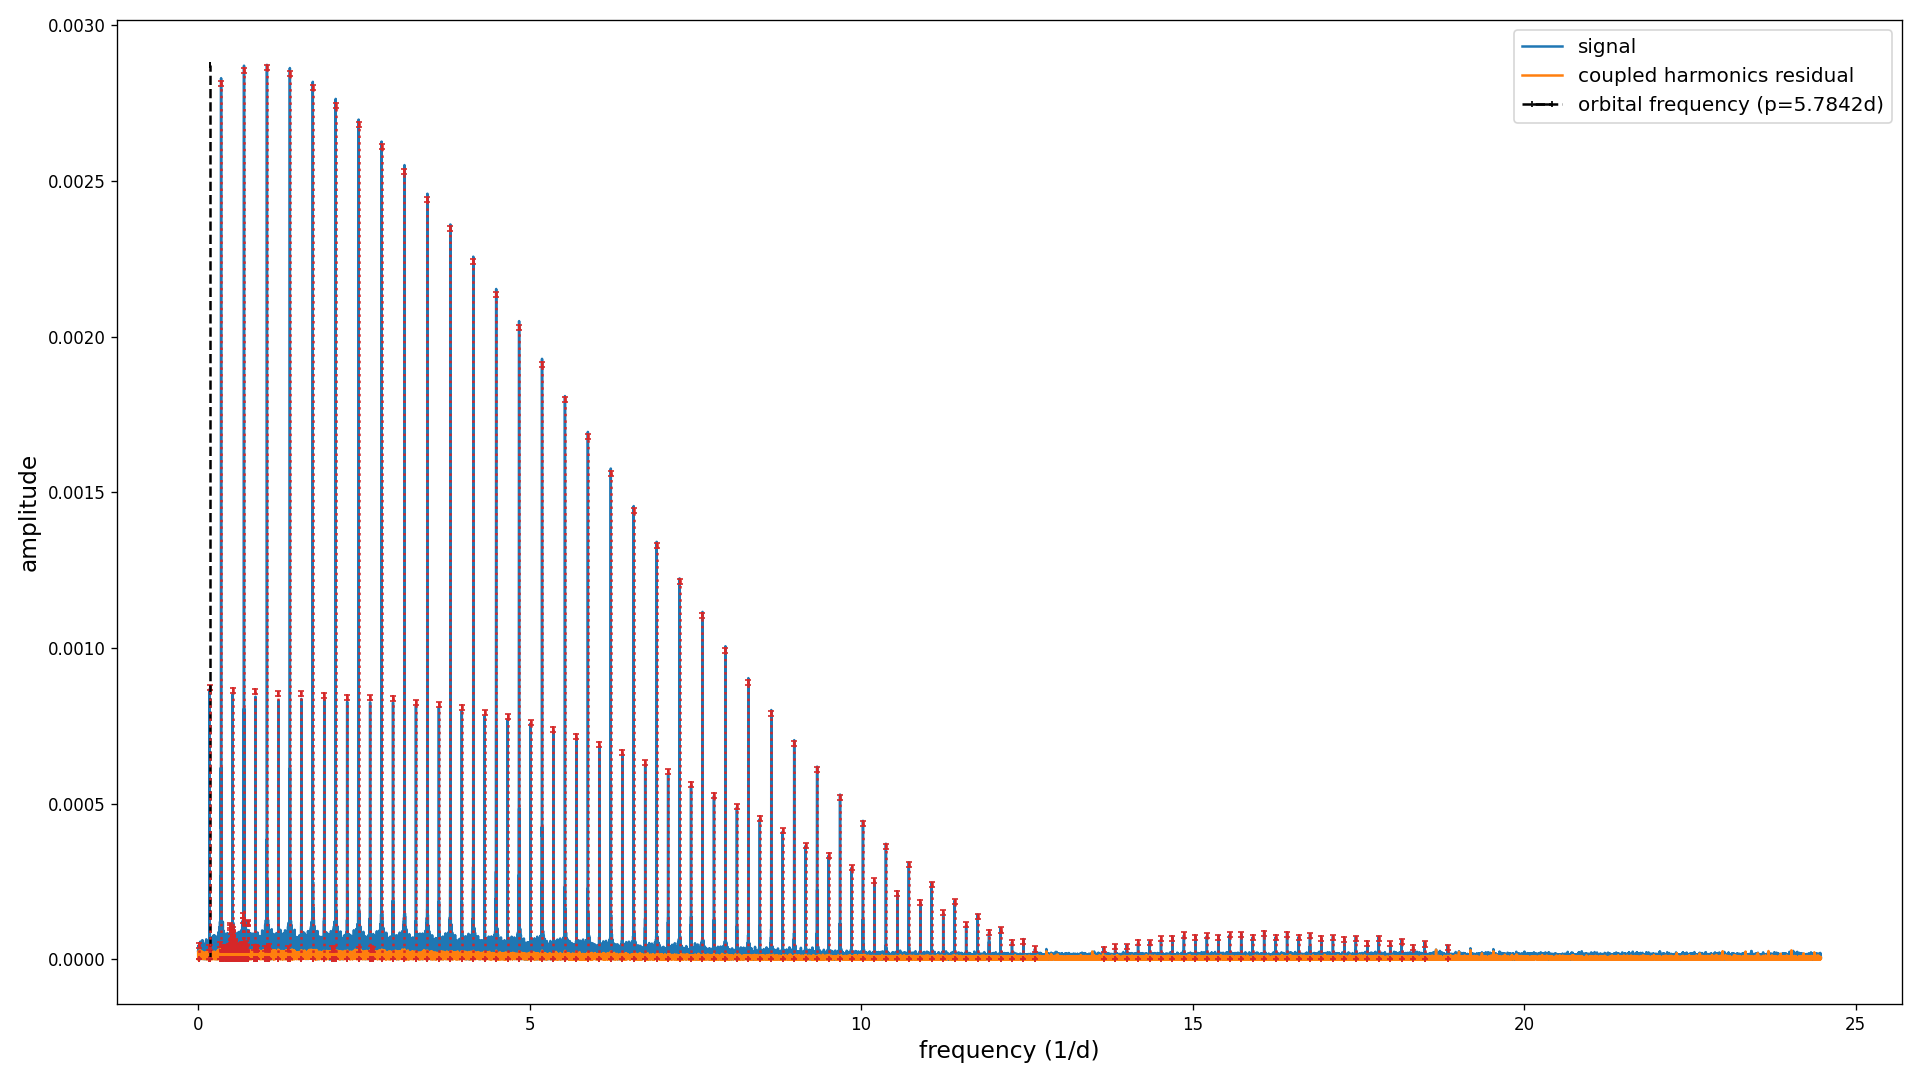 0.0030
0.0025
0.0020
0.0015
0.0010
0.0005
0.0000
amplitude
signal
coupled harmonics residual
orbital frequency (p=5.7842d)
0 5 10 15 20 25
frequency (1/d)